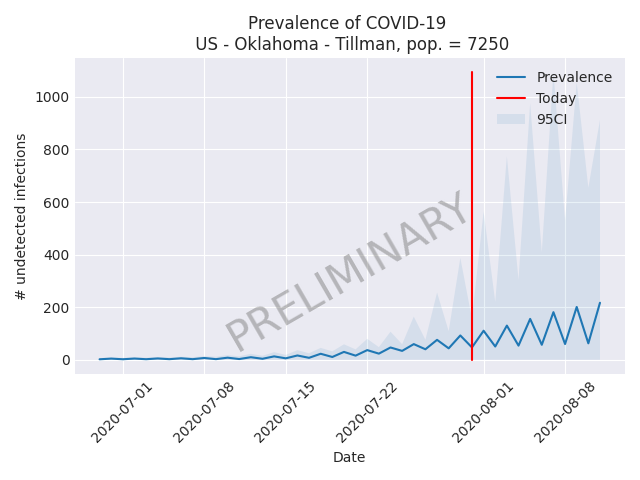 Prevalence of COVID-19
US - Oklahoma - Tillman, pop. = 7250
# undetected infections
1000
800
600
400
200
0
Prevalence
Today
95CI
PRELIMINARY
2020-07-01
2020-07-08
2020-07-15
2020-07-22
2020-08-01
2020-08-08
Date